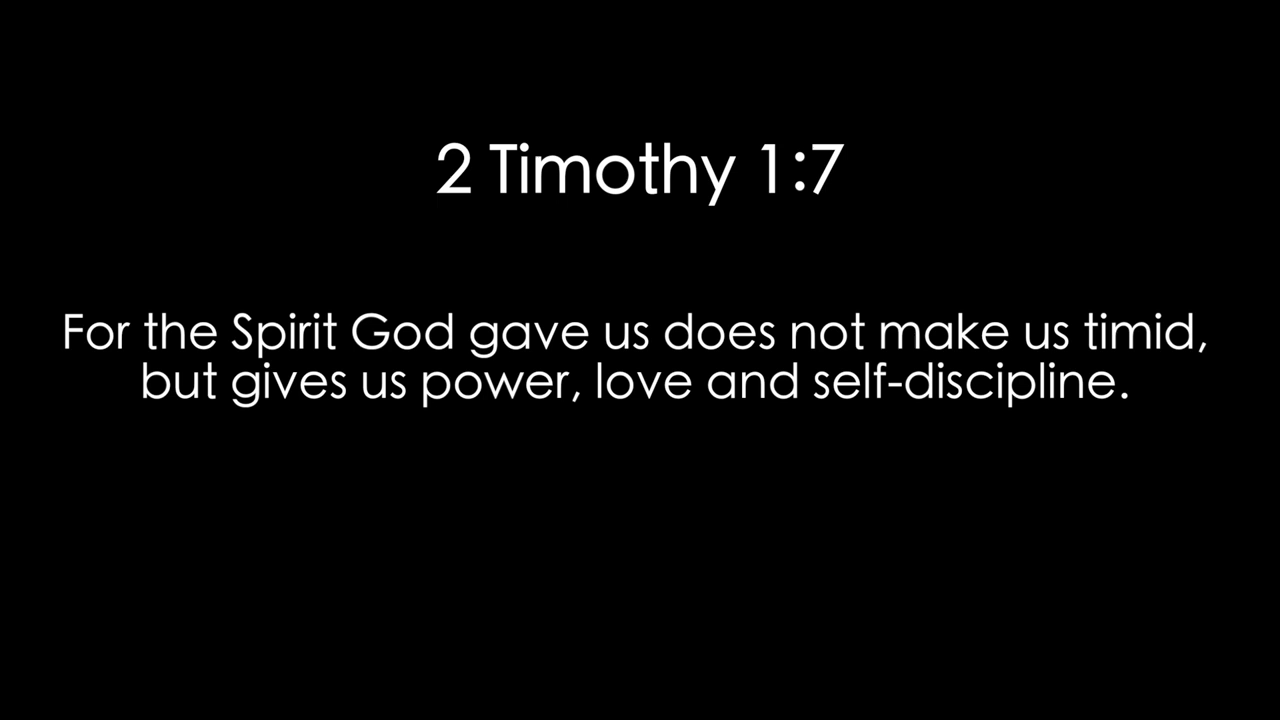 2 Timothy 1:7
For the Spirit God gave us does not make us timid,
but gives us power, love and self-discipline.